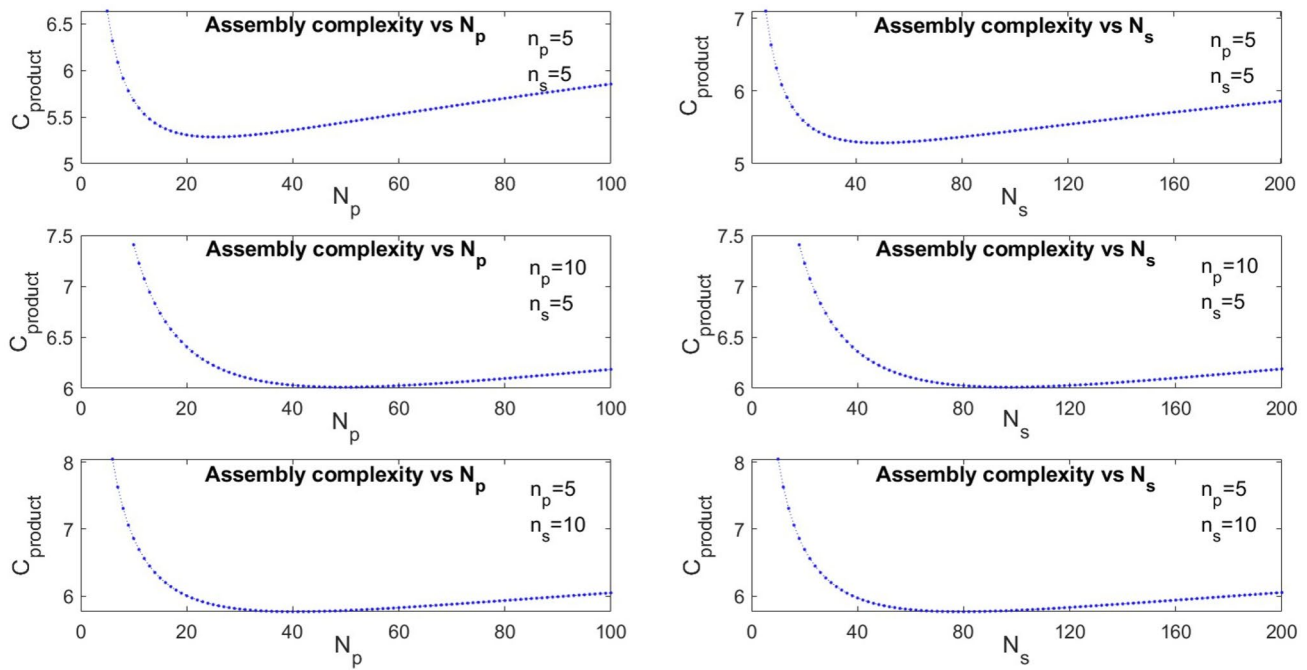 Assembly complexity vs N_p
n_p=5
n_s=5
C_product
6.5
6
5.5
5
0 20 40 60 80 100
N_p
Assembly complexity vs N_s
n_p=5
n_s=5
C_product
7
6
5
40 80 120 160 200
N_s
Assembly complexity vs N_p
n_p=10
n_s=5
C_product
7.5
7
6.5
6
0 20 40 60 80 100
N_p
Assembly complexity vs N_s
n_p=10
n_s=5
C_product
7.5
7
6.5
6
0 40 80 120 160 200
N_s
Assembly complexity vs N_p
n_p=5
n_s=10
C_product
8
7
6
0 20 40 60 80 100
N_p
Assembly complexity vs N_s
n_p=5
n_s=10
C_product
8
7
6
0 40 80 120 160 200
N_s